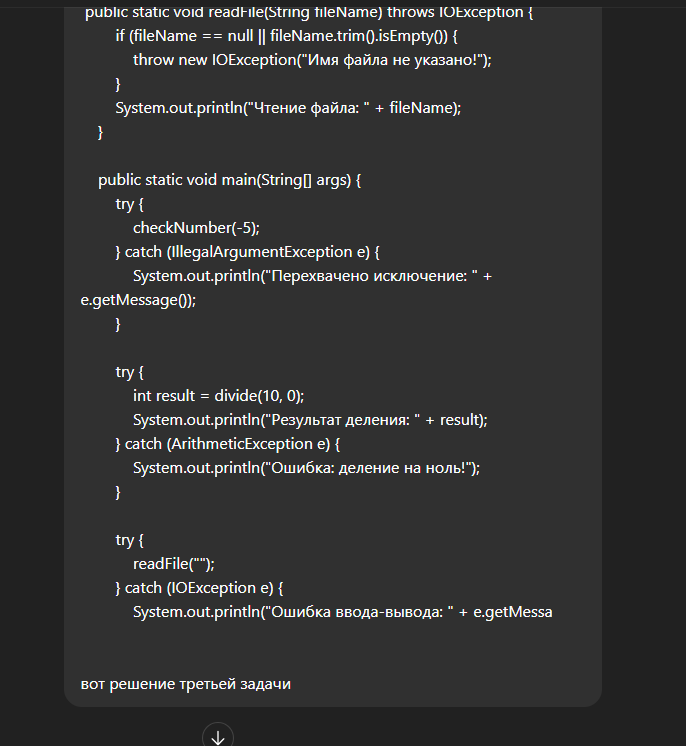 public static void readFile(String fileName) throws IOException {
if (fileName == null || fileName.trim().isEmpty()) {
throw new IOException("Имя файла не указано!");
}
System.out.println("Чтение файла: " + fileName);
}
public static void main(String[] args) {
try {
checkNumber(-5);
} catch (IllegalArgumentException e) {
System.out.println("Перехвачено исключение: " +
e.getMessage());
}
try {
int result = divide(10, 0);
System.out.println("Результат деления: " + result);
} catch (ArithmeticException e) {
System.out.println("Ошибка: деление на ноль!");
}
try {
readFile("");
} catch (IOException e) {
System.out.println("Ошибка ввода-вывода: " + e.getMessa
вот решение третьей задачи